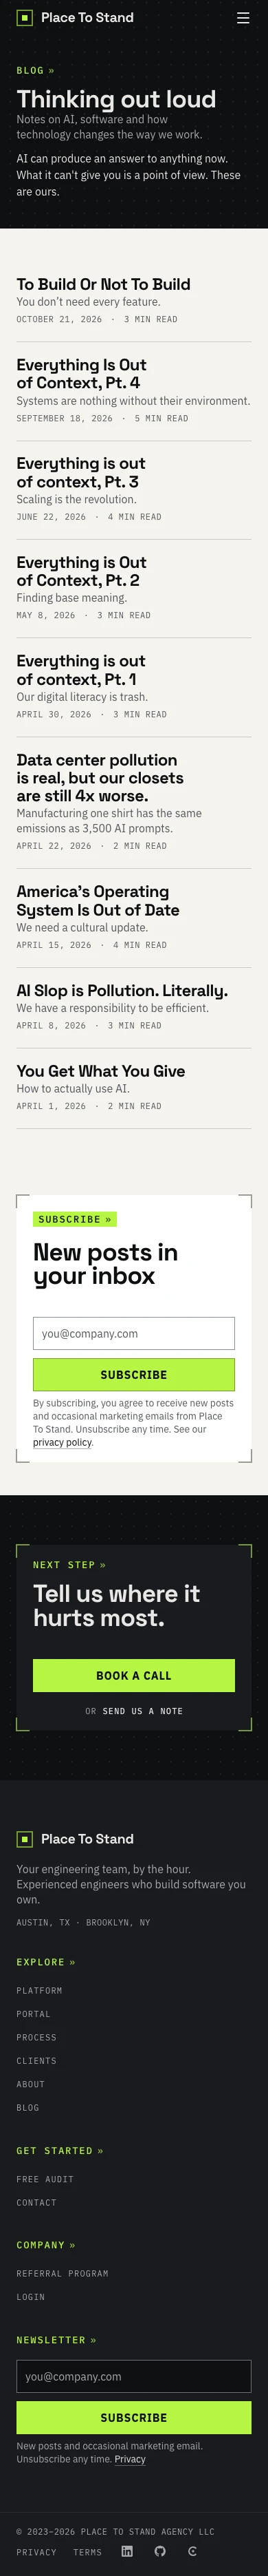 Place To Stand
BLOG »
Thinking out loud
Notes on AI, software and how
technology changes the way we work.
AI can produce an answer to anything now.
What it can't give you is a point of view. These
are ours.
To Build Or Not To Build
You don’t need every feature.
OCTOBER 21, 2026 · 3 MIN READ
Everything Is Out
of Context, Pt. 4
Systems are nothing without their environment.
SEPTEMBER 18, 2026 · 5 MIN READ
Everything is out
of context, Pt. 3
Scaling is the revolution.
JUNE 22, 2026 · 4 MIN READ
Everything Is Out
of Context, Pt. 2
Finding base meaning.
MAY 8, 2026 · 3 MIN READ
Everything is out
of context, Pt. 1
Our digital literacy is trash.
APRIL 30, 2026 · 3 MIN READ
Data center pollution
is real, but our closets
are still 4x worse.
Manufacturing one shirt has the same
emissions as 3,500 AI prompts.
APRIL 22, 2026 · 2 MIN READ
America’s Operating
System Is Out of Date
We need a cultural update.
APRIL 15, 2026 · 4 MIN READ
AI Slop is Pollution. Literally.
We have a responsibility to be efficient.
APRIL 8, 2026 · 3 MIN READ
You Get What You Give
How to actually use AI.
APRIL 1, 2026 · 2 MIN READ
SUBSCRIBE »
New posts in
your inbox
you@company.com
SUBSCRIBE
By subscribing, you agree to receive new posts
and occasional marketing emails from Place
To Stand. Unsubscribe any time. See our
privacy policy.
NEXT STEP »
Tell us where it
hurts most.
BOOK A CALL
OR SEND US A NOTE
Place To Stand
Your engineering team, by the hour.
Experienced engineers who build software you
own.
AUSTIN, TX · BROOKLYN, NY
EXPLORE »
PLATFORM
PORTAL
PROCESS
CLIENTS
ABOUT
BLOG
GET STARTED »
FREE AUDIT
CONTACT
COMPANY »
REFERRAL PROGRAM
LOGIN
NEWSLETTER »
you@company.com
SUBSCRIBE
New posts and occasional marketing email.
Unsubscribe any time. Privacy
© 2023–2026 PLACE TO STAND AGENCY LLC
PRIVACY TERMS